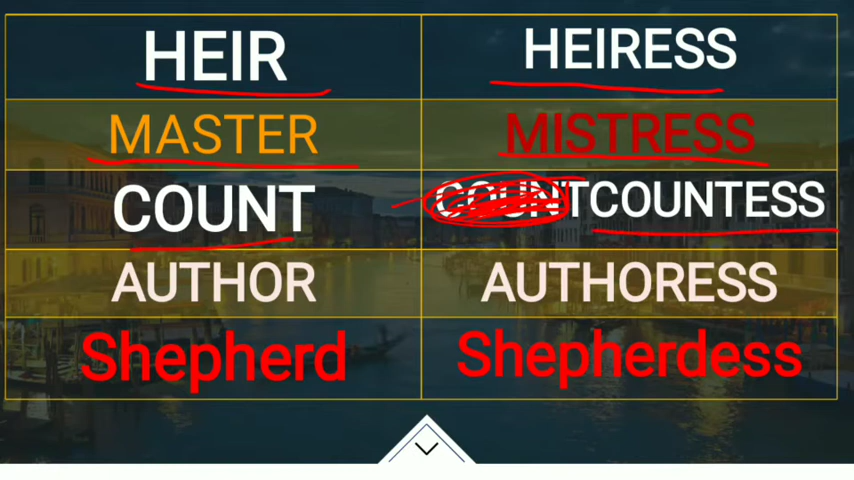 HEIR HEIRESS
MASTER MISTRESS
COUNT COUNTCOUNTESS
AUTHOR AUTHORESS
Shepherd Shepherdess